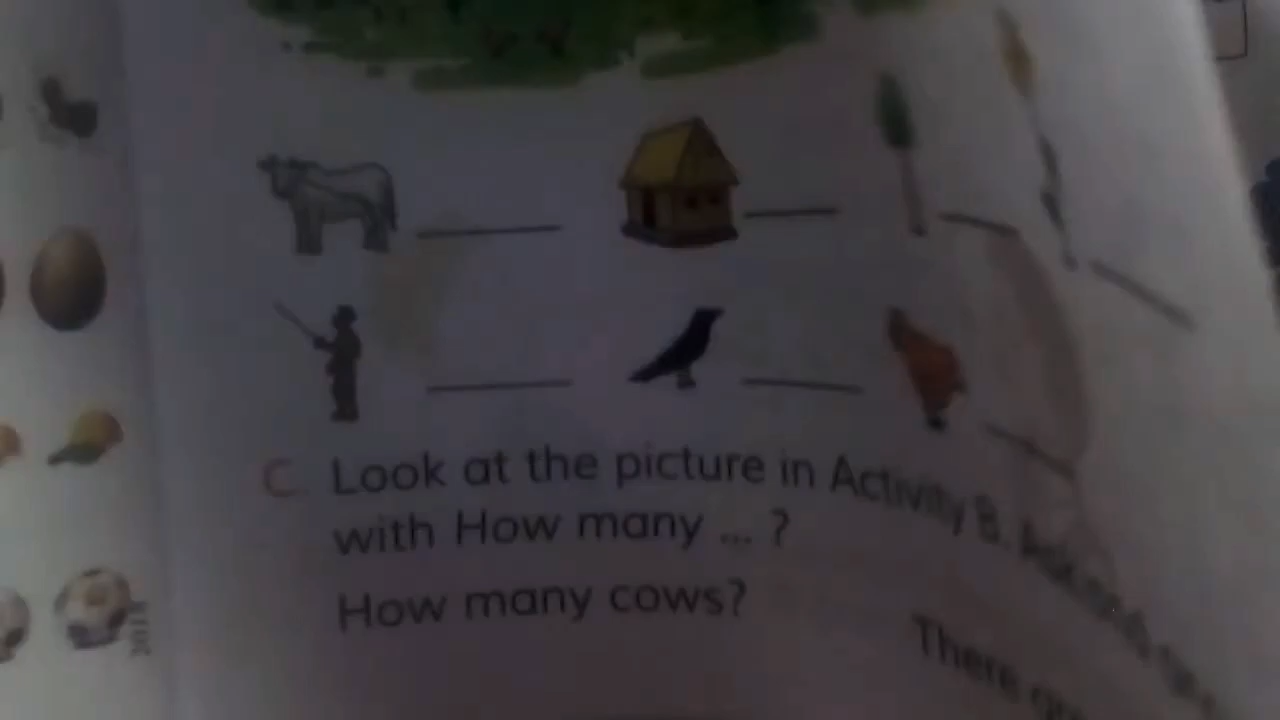 C. Look at the picture in Activity B.
with How many ... ?
How many cows?
There